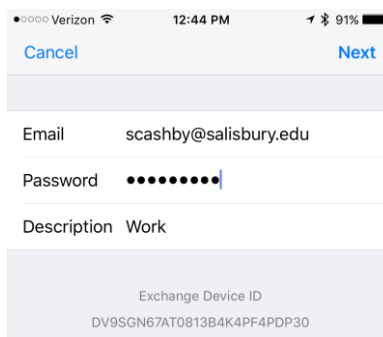 Verizon 12:44 PM 91%
Cancel Next
Email scashby@salisbury.edu
Password •••••••••
Description Work
Exchange Device ID
DV9SGN67AT0813B4K4PF4PDP30